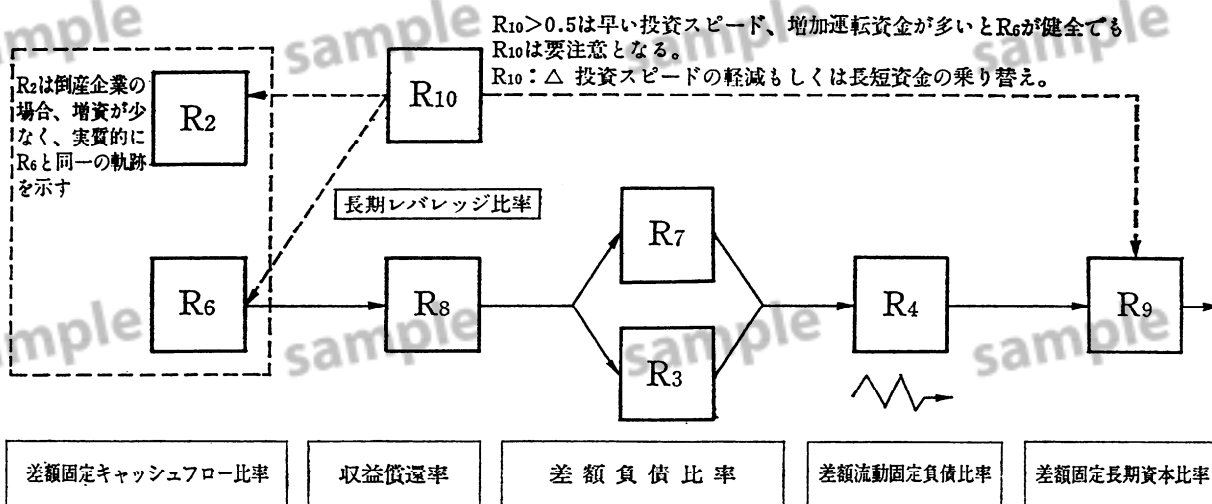 R10>0.5は早い投資スピード、増加運転資金が多いとR6が健全でも
R10は要注意となる。
R10：△ 投資スピードの軽減もしくは長短資金の乗り替え。
R2は倒産企業の
場合、増資が少
なく、実質的に
R6と同一の軌跡
を示す
R2
R10
長期レバレッジ比率
R7
R6
R8
R4
R9
R3
差額固定キャッシュフロー比率
収益償還率
差額負債比率
差額流動固定負債比率
差額固定長期資本比率
sample
sample
sample
sample
sample
sample
sample
sample